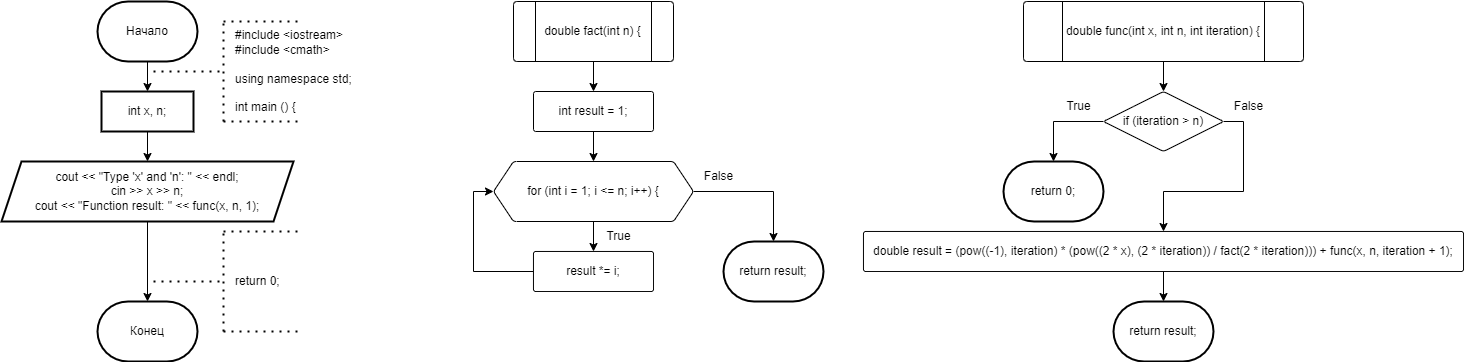 Начало
#include <iostream>
#include <cmath>
using namespace std;
int main () {
int x, n;
cout << "Type 'x' and 'n': " << endl;
cin >> x >> n;
cout << "Function result: " << func(x, n, 1);
return 0;
Конец
double fact(int n) {
int result = 1;
for (int i = 1; i <= n; i++) {
False
True
result *= i;
return result;
double func(int x, int n, int iteration) {
True
False
if (iteration > n)
return 0;
double result = (pow((-1), iteration) * (pow((2 * x), (2 * iteration)) / fact(2 * iteration))) + func(x, n, iteration + 1);
return result;